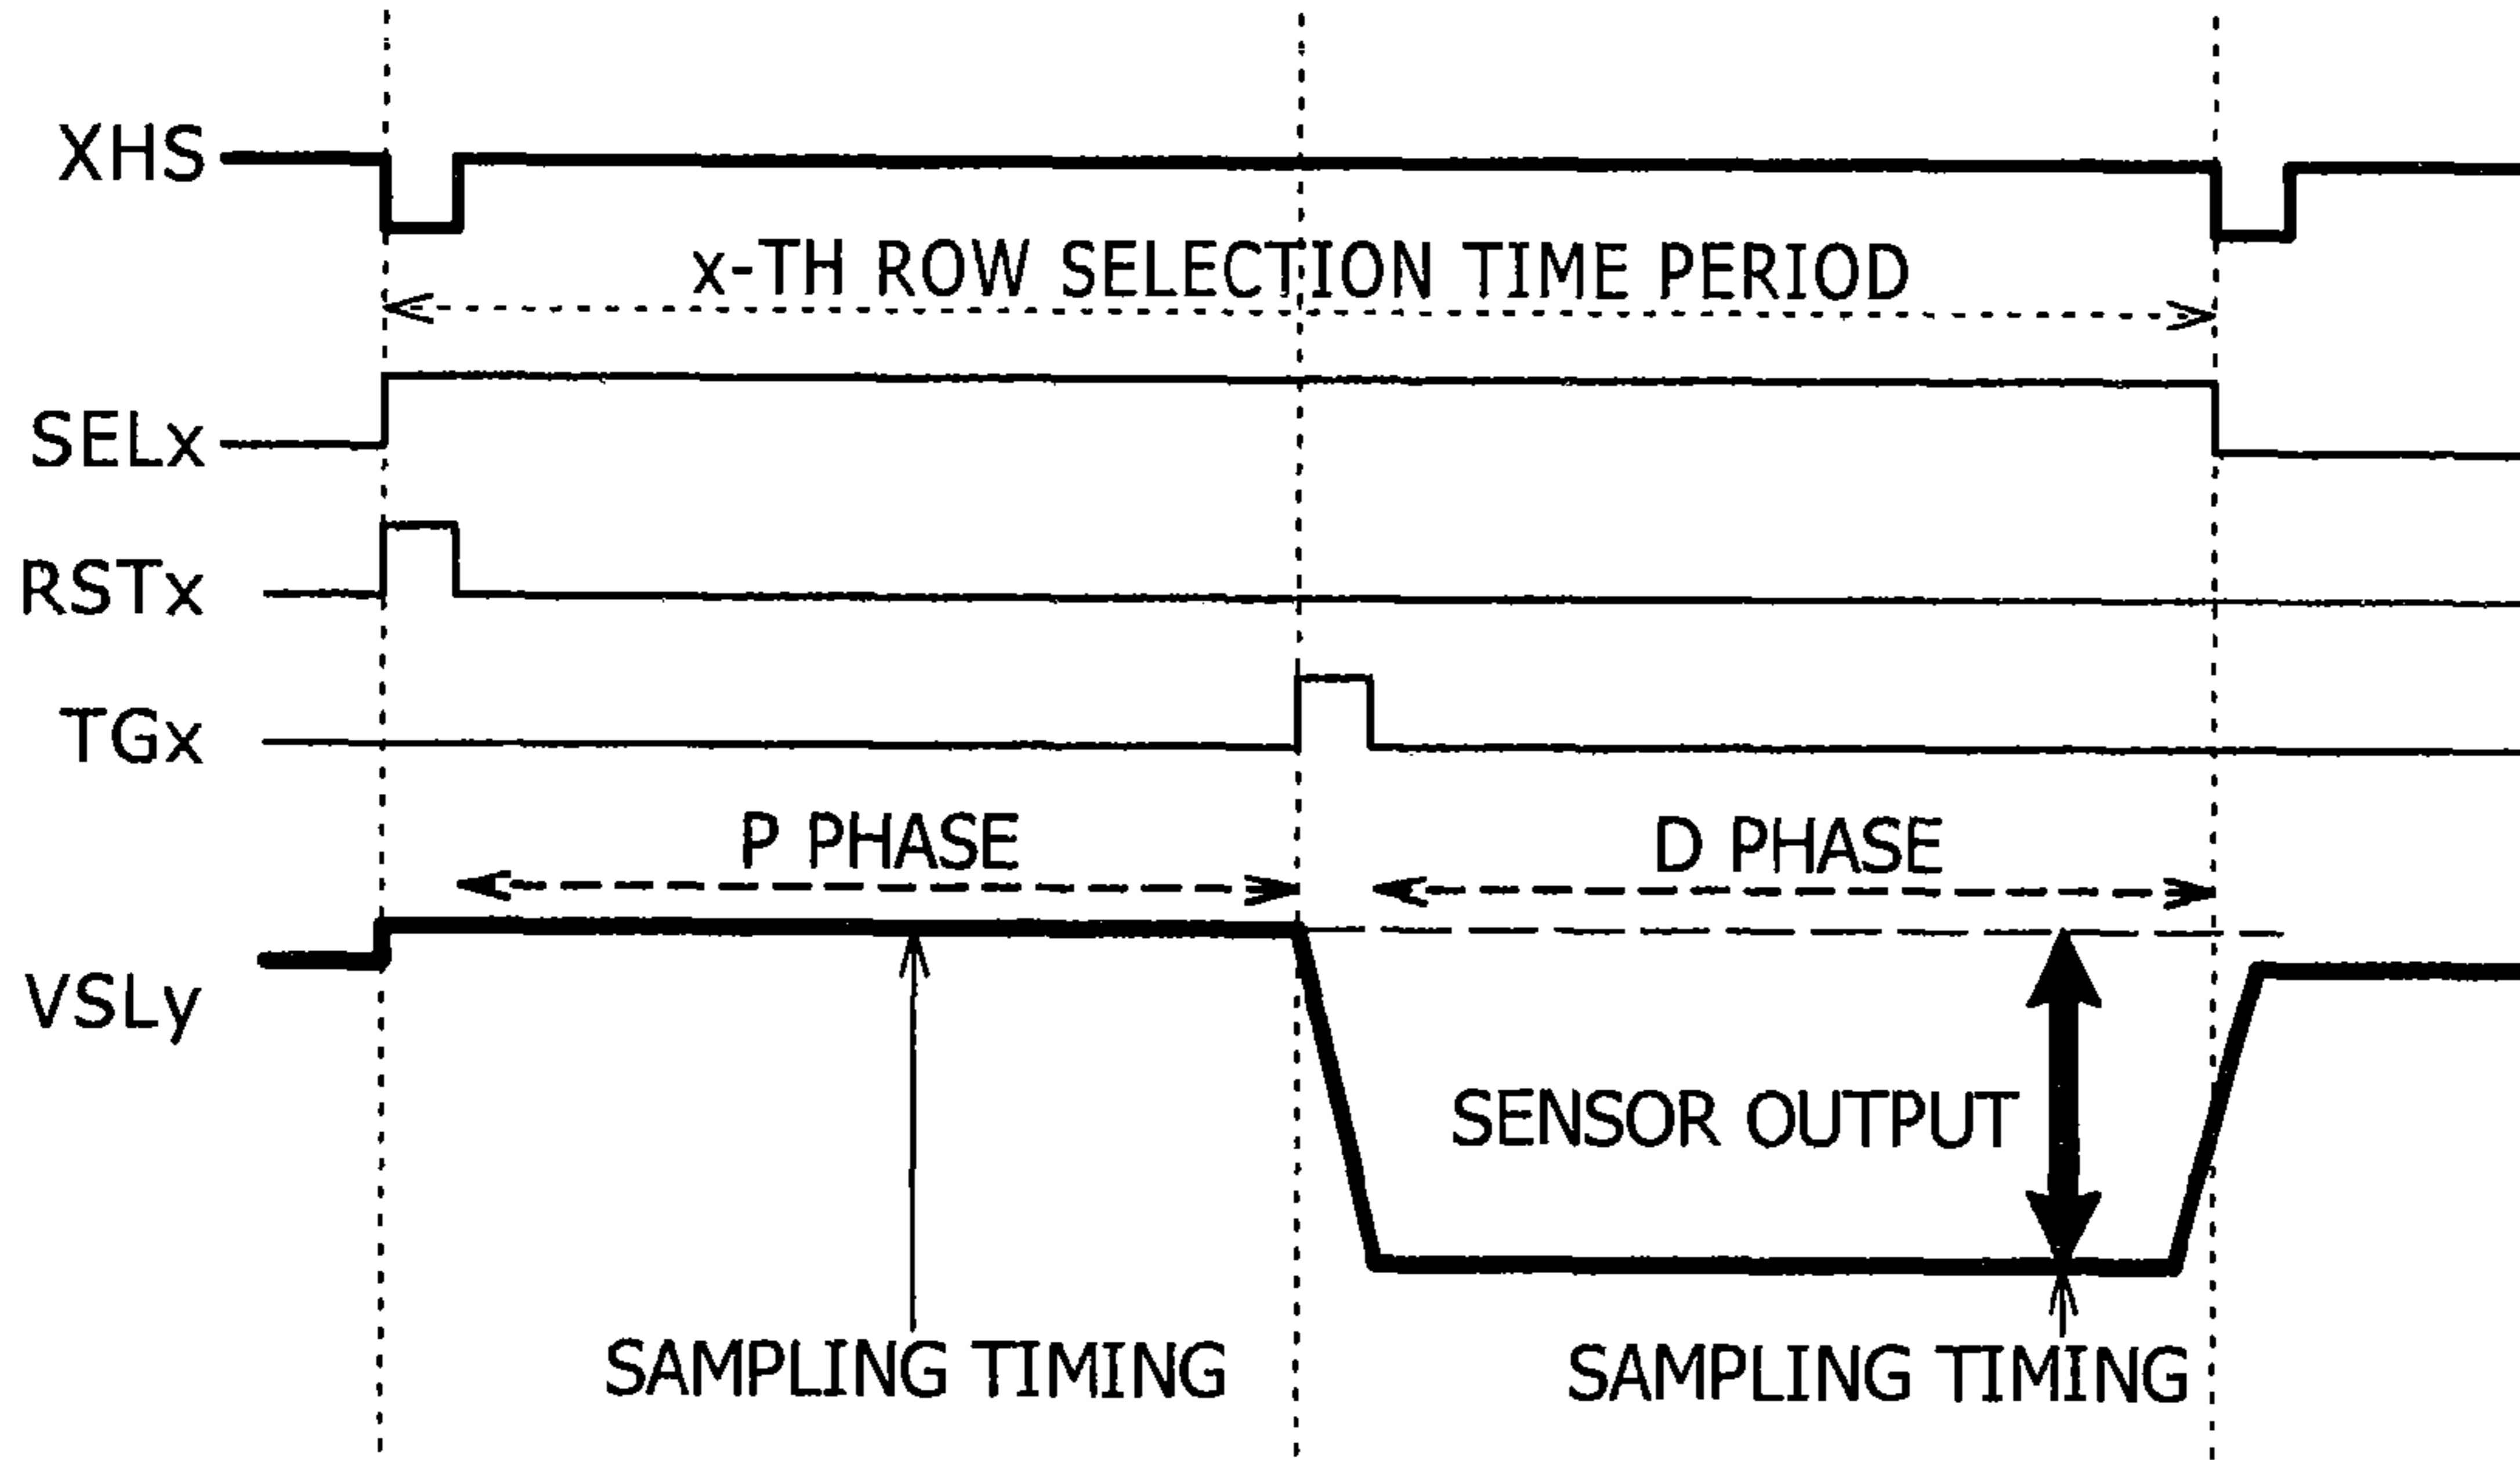 XHS
x-TH ROW SELECTION TIME PERIOD
SELx
RSTx
TGx
P PHASE
D PHASE
VSLy
SENSOR OUTPUT
SAMPLING TIMING
SAMPLING TIMING